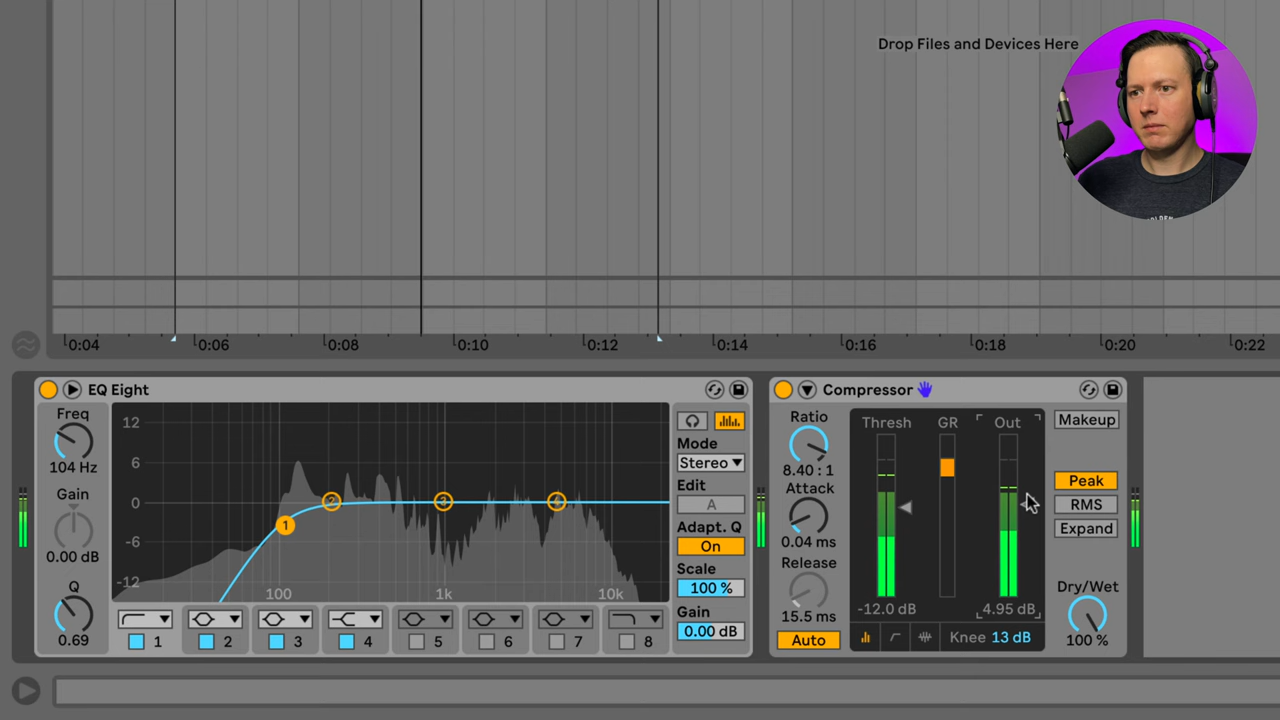 Drop Files and Devices Here
0:04
0:06
0:08
0:10
0:12
0:14
0:16
0:18
0:20
0:22
EQ Eight
Freq
104 Hz
Gain
0.00 dB
Q
0.69
12
6
0
-6
-12
100
1k
10k
1
2
3
1
2
3
4
5
6
7
8
Mode
Stereo
Edit
A
Adapt. Q
On
Scale
100 %
Gain
0.00 dB
Compressor
Ratio
8.40 : 1
Attack
0.04 ms
Release
15.5 ms
Auto
Thresh
GR
Out
-12.0 dB
4.95 dB
Knee 13 dB
Makeup
Peak
RMS
Expand
Dry/Wet
100 %